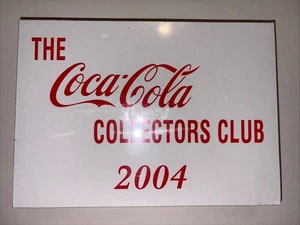 THE
Coca-Cola
COLLECTORS CLUB
2004